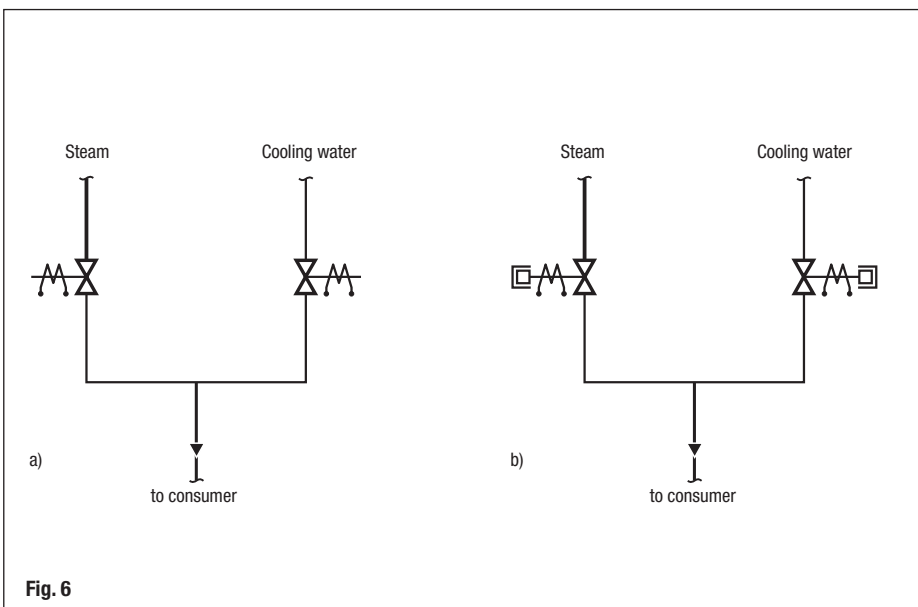 Steam
Cooling water
a)
to consumer
Steam
Cooling water
b)
to consumer
Fig. 6